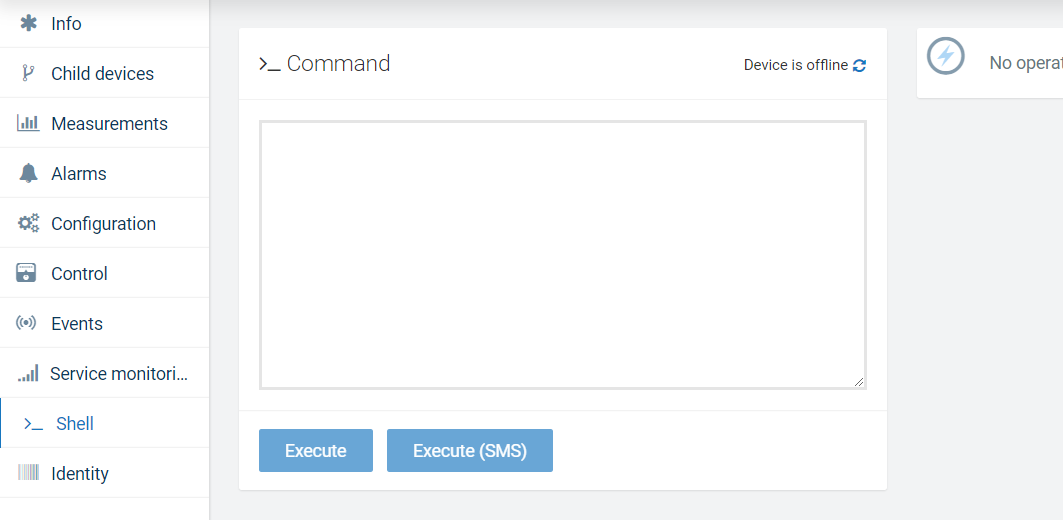 Info
Child devices
Measurements
Alarms
Configuration
Control
Events
Service monitori...
Shell
Identity
Command
Device is offline
Execute
Execute (SMS)
No operat